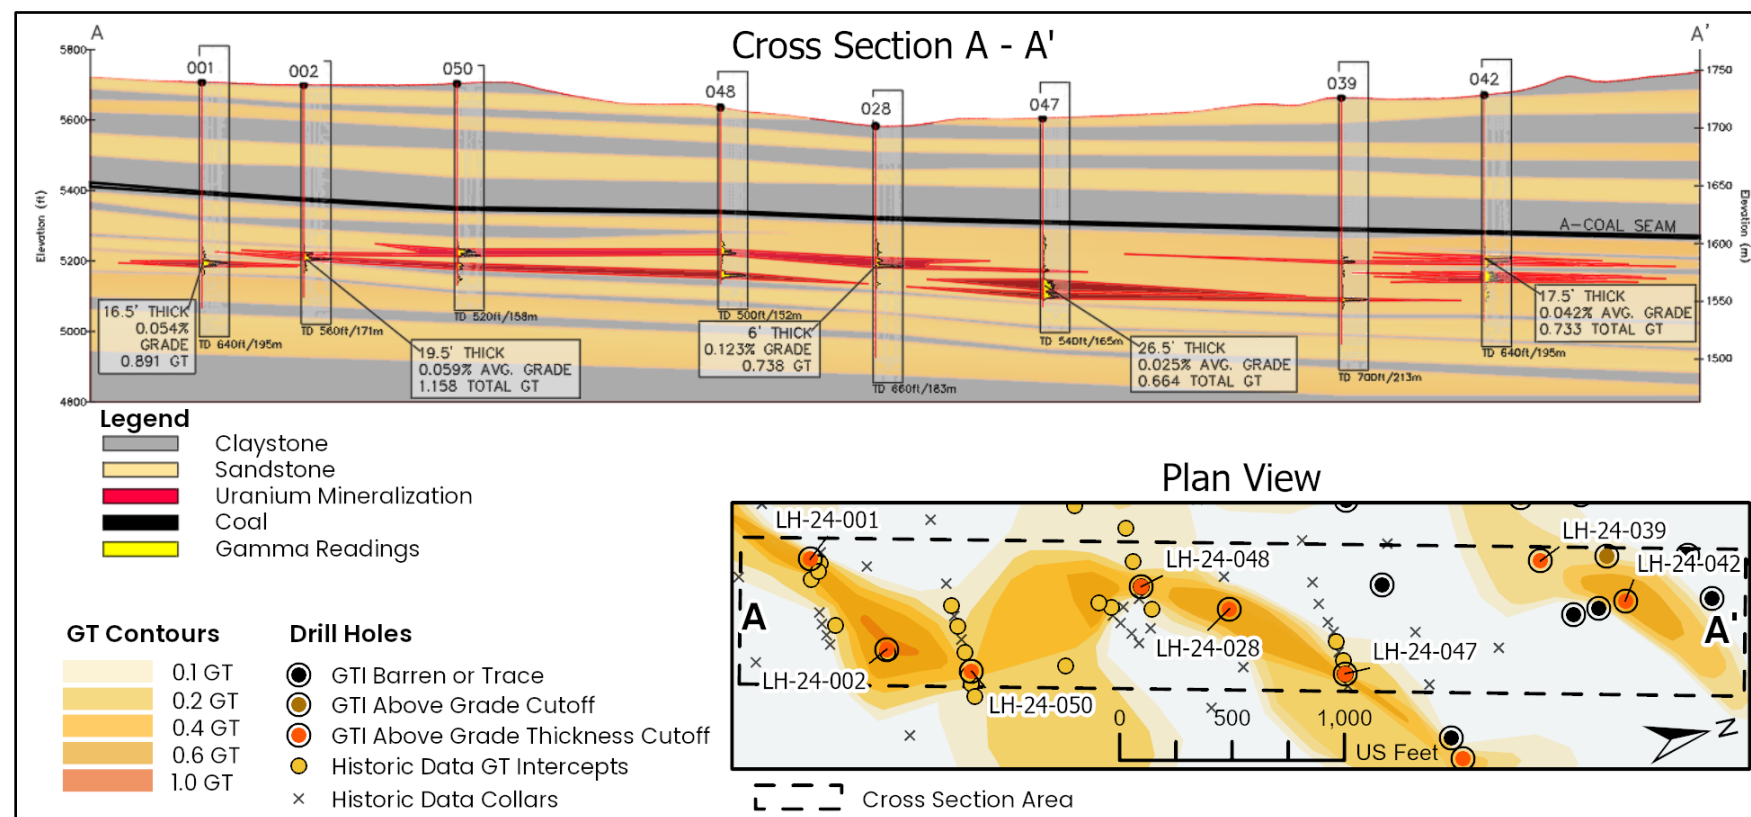 Cross Section A - A'
A
A'
5800
5600
5400
5200
5000
4800
Elevation (ft)
1750
1700
1650
1600
1550
1500
Elevation (m)
001
002
050
048
028
047
039
042
A-COAL SEAM
16.5' THICK
0.054%
GRADE
0.891 GT
TD 640ft/195m
TD 560ft/171m
19.5' THICK
0.059% AVG. GRADE
1.158 TOTAL GT
TD 520ft/158m
TD 500ft/152m
6' THICK
0.123% GRADE
0.738 GT
TD 540ft/165m
26.5' THICK
0.025% AVG. GRADE
0.664 TOTAL GT
TD 700ft/213m
17.5' THICK
0.042% AVG. GRADE
0.733 TOTAL GT
TD 640ft/195m
Legend
Claystone
Sandstone
Uranium Mineralization
Coal
Gamma Readings
GT Contours
0.1 GT
0.2 GT
0.4 GT
0.6 GT
1.0 GT
Drill Holes
GTI Barren or Trace
GTI Above Grade Cutoff
GTI Above Grade Thickness Cutoff
Historic Data GT Intercepts
Historic Data Collars
Plan View
LH-24-001
LH-24-048
LH-24-039
LH-24-042
A
A'
LH-24-002
LH-24-050
LH-24-028
LH-24-047
0 500 1,000
US Feet
N
Cross Section Area